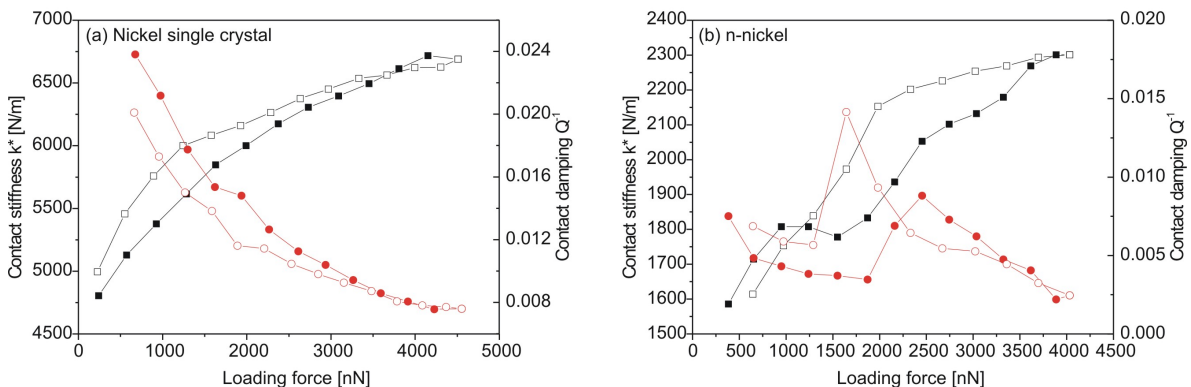 (a) Nickel single crystal
Contact stiffness k* [N/m]
7000
6500
6000
5500
5000
4500
0.024
0.020
0.016
0.012
0.008
Contact damping Q⁻¹
0 1000 2000 3000 4000 5000
Loading force [nN]
(b) n-nickel
Contact stiffness k* [N/m]
2400
2300
2200
2100
2000
1900
1800
1700
1600
1500
0.020
0.015
0.010
0.005
0.000
Contact damping Q⁻¹
0 500 1000 1500 2000 2500 3000 3500 4000 4500
Loading force [nN]